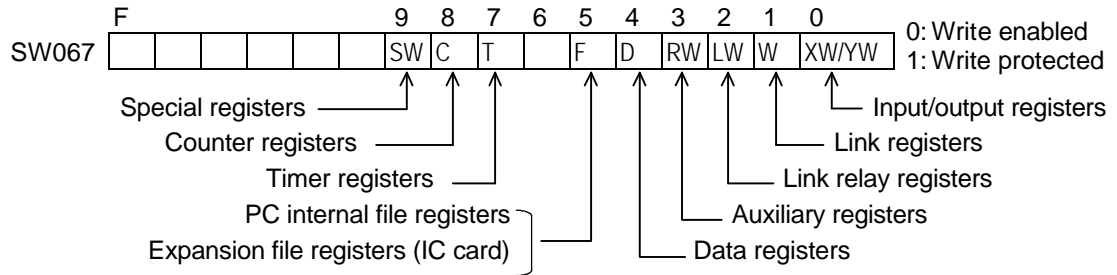 F 9 8 7 6 5 4 3 2 1 0
SW067 SW C T F D RW LW W XW/YW
0: Write enabled
1: Write protected
Special registers
Input/output registers
Counter registers
Link registers
Timer registers
Link relay registers
PC internal file registers
Auxiliary registers
Expansion file registers (IC card)
Data registers